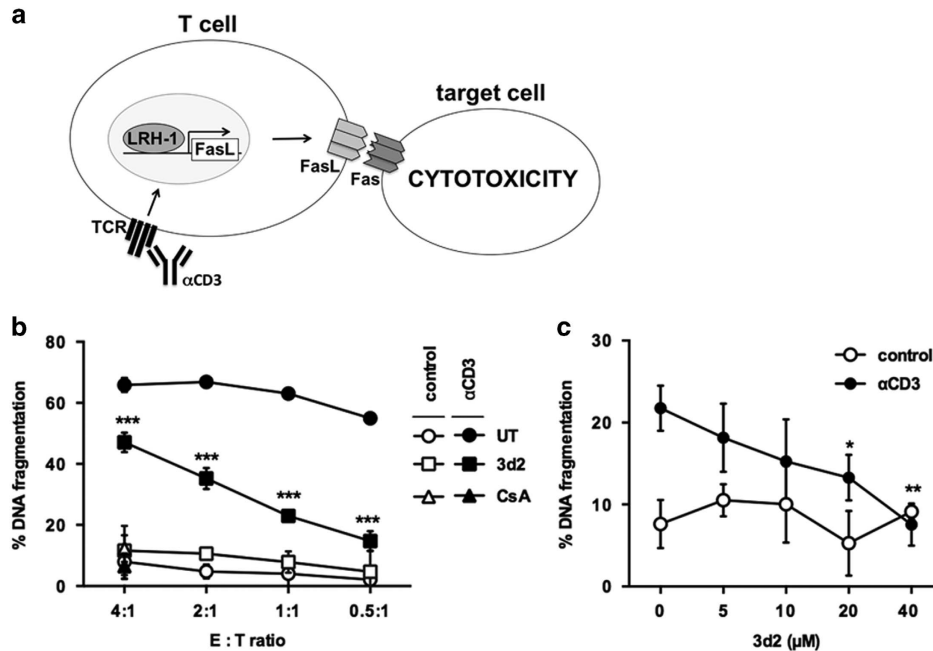 a
T cell
target cell
LRH-1
FasL
FasL
Fas
CYTOTOXICITY
TCR
αCD3
b
% DNA fragmentation
80
60
40
20
0
***
***
***
***
4:1
2:1
1:1
0.5:1
E : T ratio
control
αCD3
UT
3d2
CsA
c
% DNA fragmentation
30
20
10
0
control
αCD3
*
**
0
5
10
20
40
3d2 (µM)